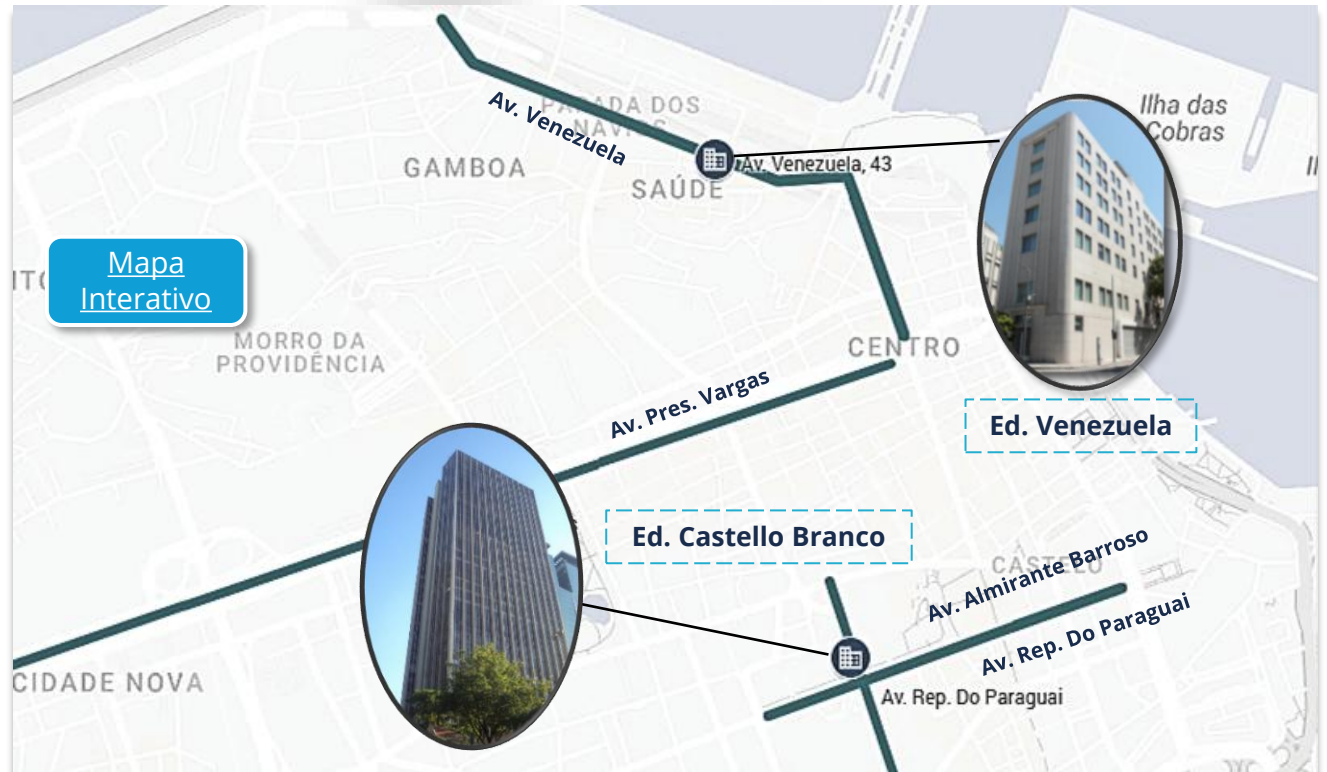 Ilha das
Cobras
PARADA DOS
NAVIOS
Av. Venezuela
GAMBOA
Av. Venezuela, 43
SAÚDE
Mapa
Interativo
MORRO DA
PROVIDÊNCIA
CENTRO
Av. Pres. Vargas
Ed. Venezuela
Ed. Castello Branco
CASTELO
Av. Almirante Barroso
Av. Rep. Do Paraguai
CIDADE NOVA
Av. Rep. Do Paraguai